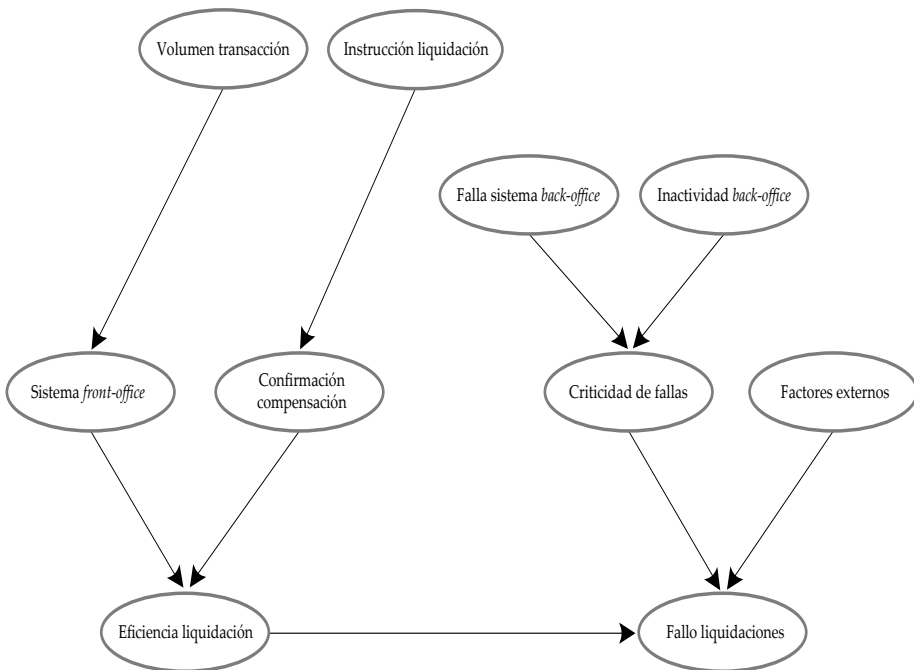 Volumen transacción
Instrucción liquidación
Falla sistema back-office
Inactividad back-office
Sistema front-office
Confirmación
compensación
Criticidad de fallas
Factores externos
Eficiencia liquidación
Fallo liquidaciones